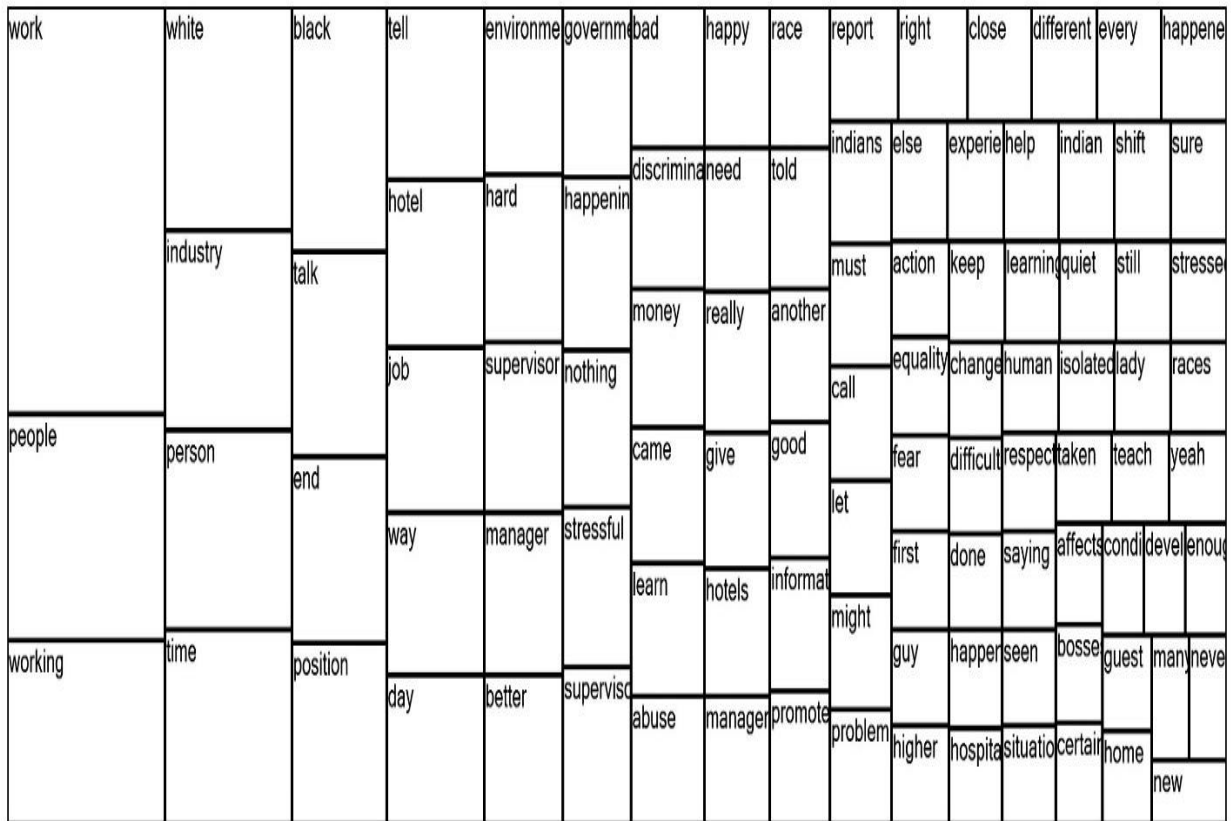 work
people
working
white
industry
person
time
black
talk
end
position
tell
hotel
job
way
day
environme
hard
supervisor
manager
better
governme
happenin
nothing
stressful
superviso
bad
discrimina
money
came
learn
abuse
happy
need
really
give
hotels
manager
race
told
another
good
informat
promote
report
right
close
different
every
happene
indians
must
call
let
might
problem
else
experie
help
indian
shift
sure
action
keep
learning
quiet
still
stressed
equality
change
human
isolated
lady
races
fear
difficult
respect
taken
teach
yeah
first
done
saying
affects
condi
devel
enoug
guy
happen
seen
bosse
guest
many
neve
higher
hospita
situatio
certain
home
new